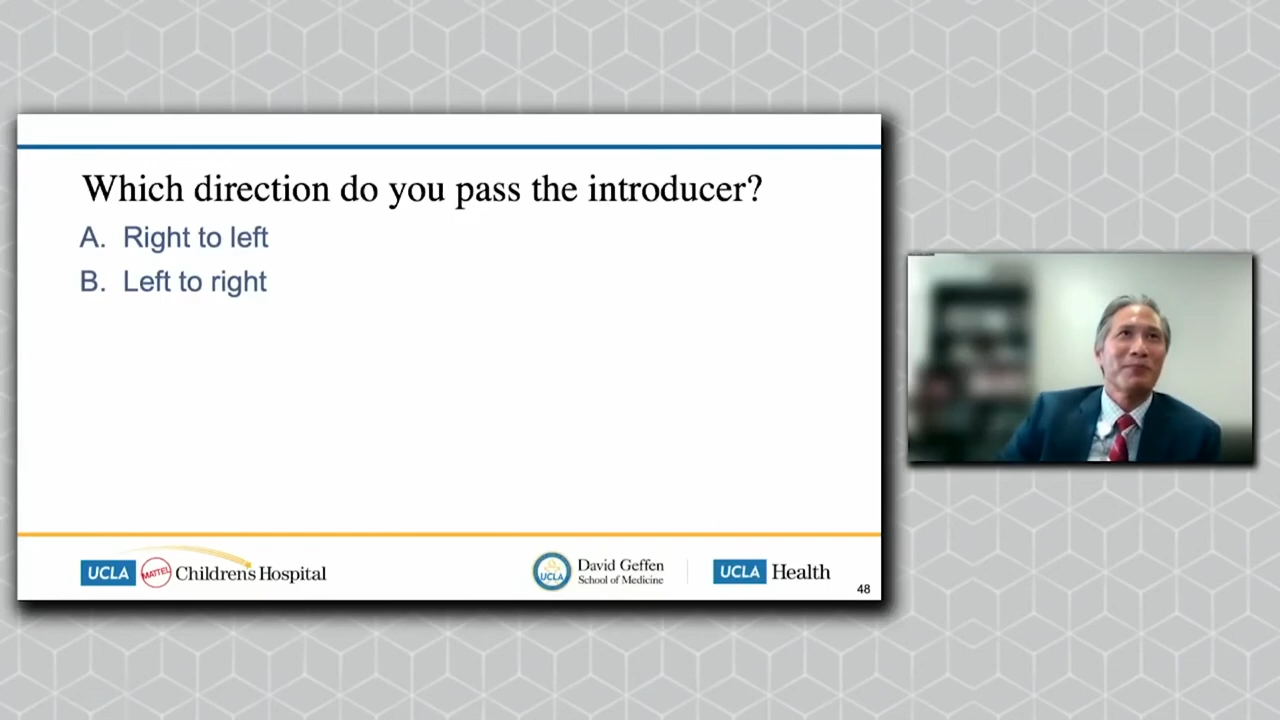 Which direction do you pass the introducer?
A. Right to left
B. Left to right
UCLA MATTEL Children's Hospital
UCLA David Geffen School of Medicine
UCLA Health
48